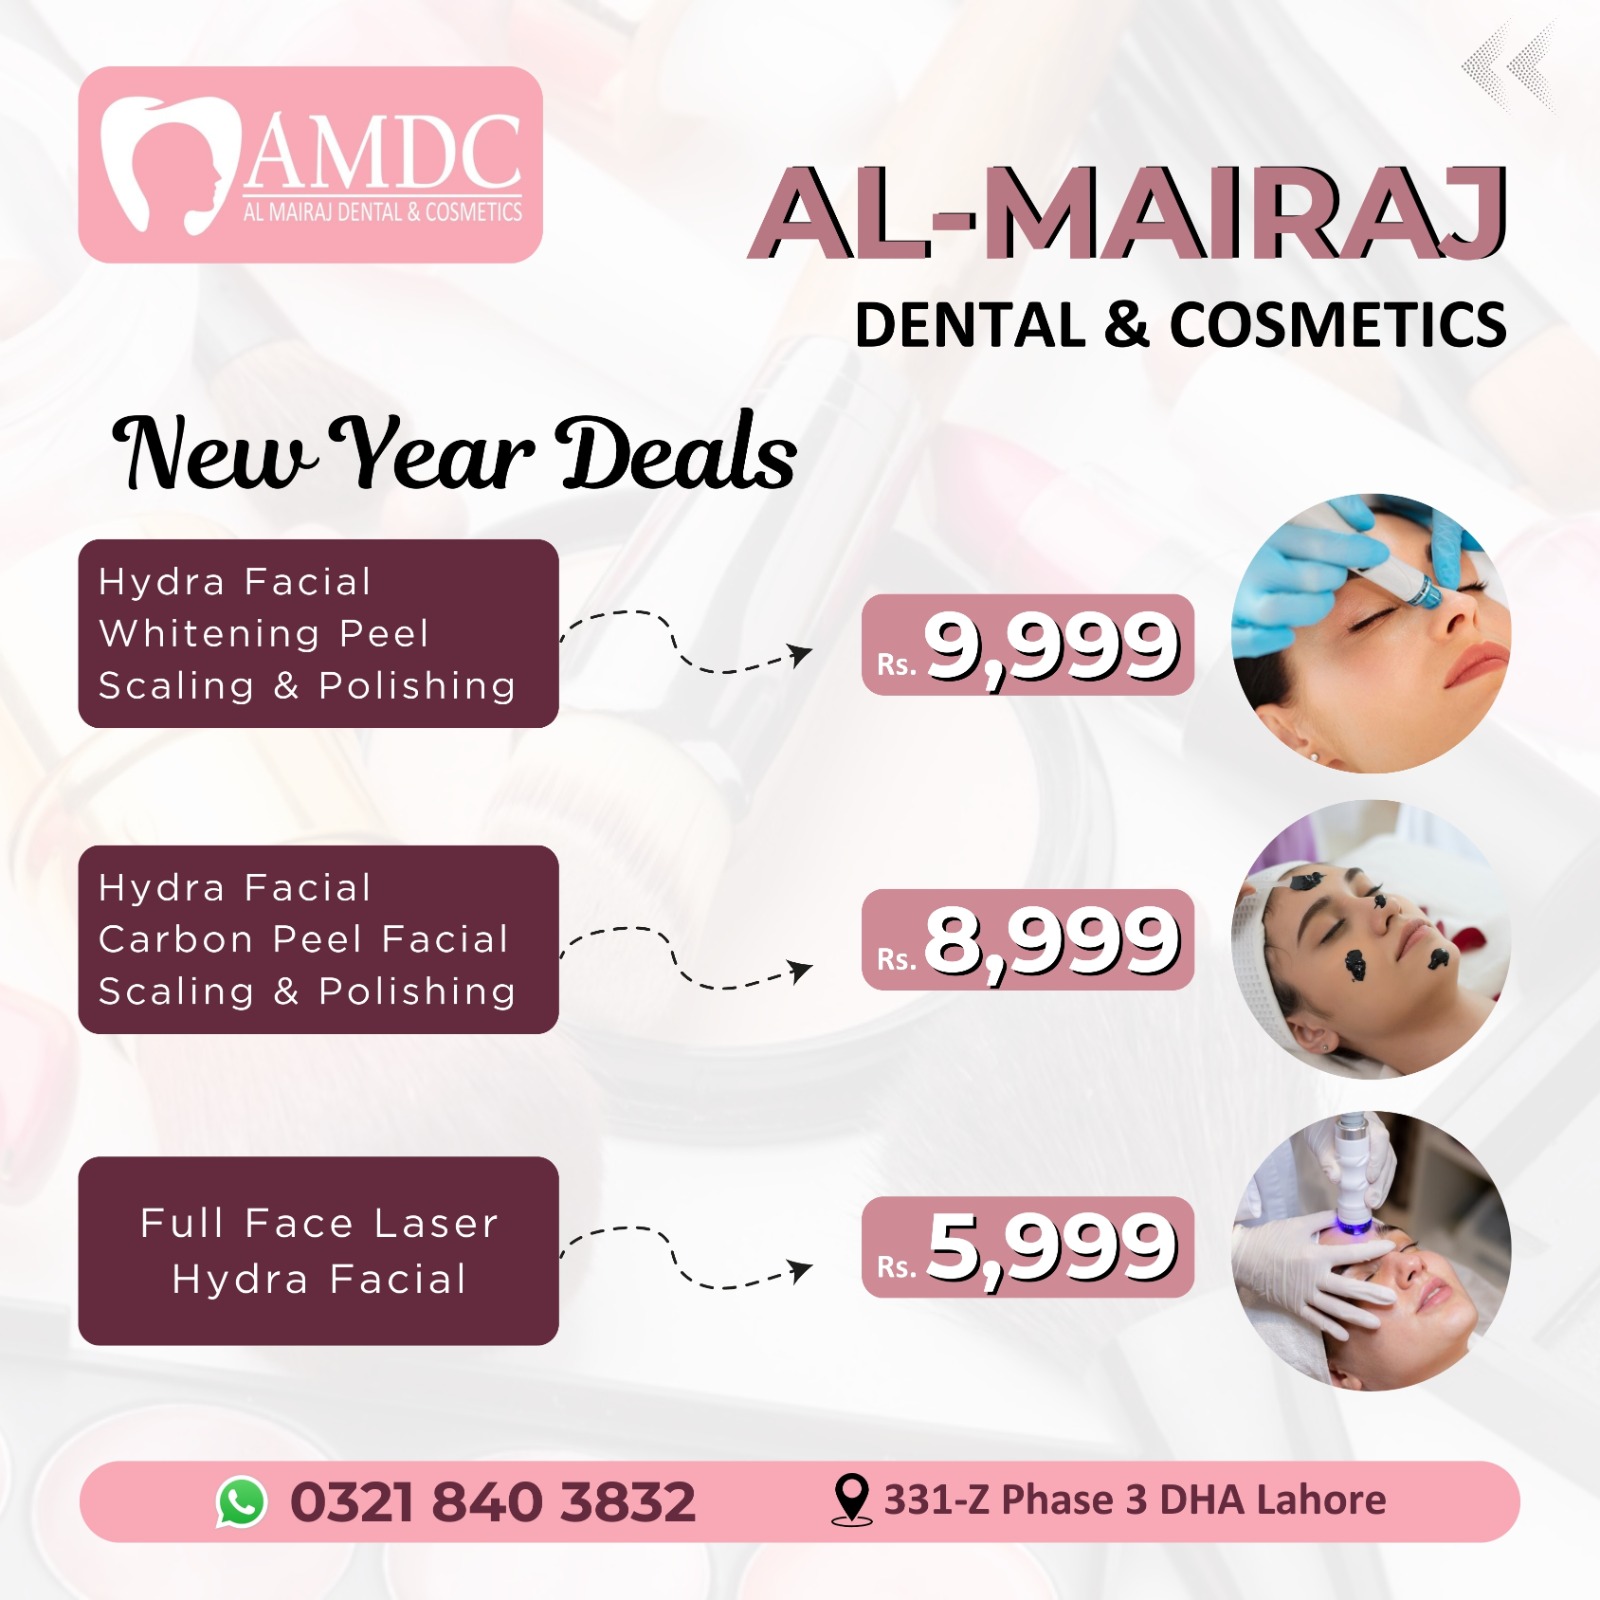 AMDC
AL MAIRAJ DENTAL & COSMETICS
AL-MAIRAJ
DENTAL & COSMETICS
New Year Deals
Hydra Facial
Whitening Peel
Scaling & Polishing
Rs. 9,999
Hydra Facial
Carbon Peel Facial
Scaling & Polishing
Rs. 8,999
Full Face Laser
Hydra Facial
Rs. 5,999
0321 840 3832
331-Z Phase 3 DHA Lahore